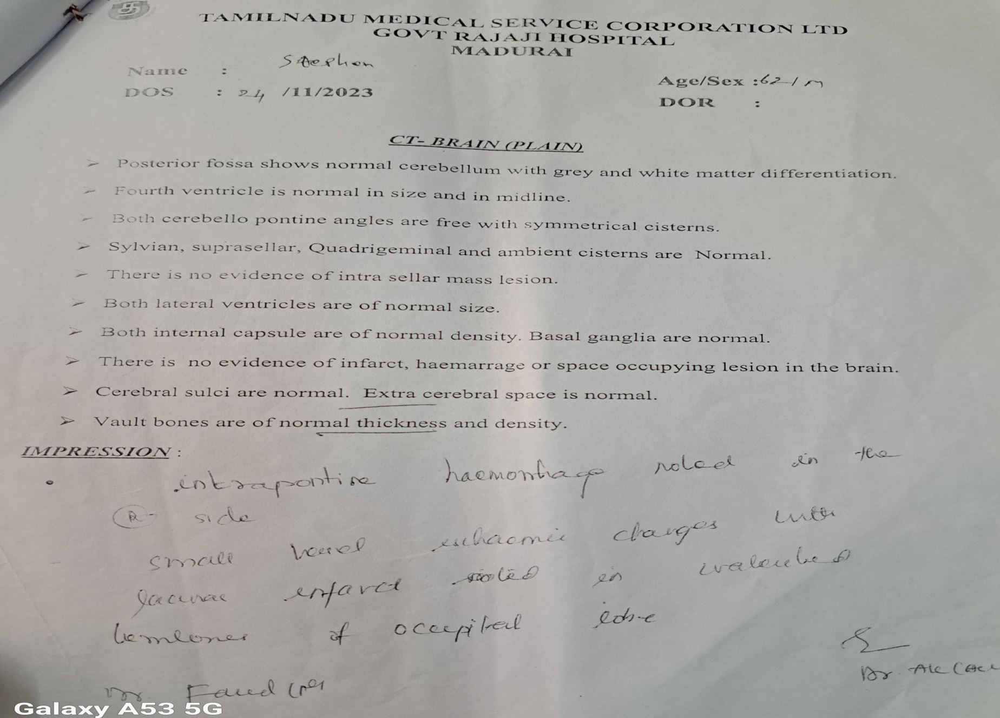 TAMILNADU MEDICAL SERVICE CORPORATION LTD
GOVT RAJAJI HOSPITAL
MADURAI
Name :
DOS : 24 /11/2023
Age/Sex : 62 / m
DOR :
CT- BRAIN (PLAIN)
➢ Posterior fossa shows normal cerebellum with grey and white matter differentiation.
➢ Fourth ventricle is normal in size and in midline.
➢ Both cerebello pontine angles are free with symmetrical cisterns.
➢ Sylvian, suprasellar, Quadrigeminal and ambient cisterns are Normal.
➢ There is no evidence of intra sellar mass lesion.
➢ Both lateral ventricles are of normal size.
➢ Both internal capsule are of normal density. Basal ganglia are normal.
➢ There is no evidence of infarct, haemarrage or space occupying lesion in the brain.
➢ Cerebral sulci are normal. Extra cerebral space is normal.
➢ Vault bones are of normal thickness and density.
IMPRESSION :
• intrapontine haemorrhage noted in the
R side
small vessel ischaemic changes with
infarct noted in
of occipital lobe
Dr.
Dr.
Galaxy A53 5G